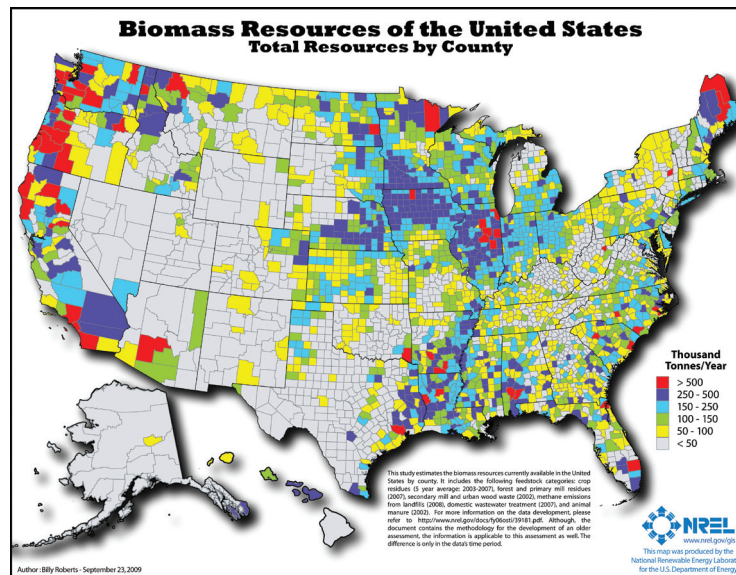 Biomass Resources of the United States
Total Resources by County
Thousand
Tonnes/Year
> 500
250 - 500
150 - 250
100 - 150
50 - 100
< 50
This study estimates the biomass resources currently available in the United
States by county. It includes the following feedstock categories: crop
residues (5 year average: 2003-2007), forest and primary mill residues
(2007), secondary mill and urban wood waste (2002), methane emissions
from landfills (2008), domestic wastewater treatment (2007), and animal
manure (2002). For more information on the data development, please
refer to http://www.nrel.gov/docs/fy06osti/39181.pdf. Although, the
document contains the methodology for the development of an older
assessment, the information is applicable to this assessment as well. The
difference is only in the data's time period.
NREL
www.nrel.gov/gis
This map was produced by the
National Renewable Energy Laborat
for the U.S. Department of Energy
Author : Billy Roberts - September 23, 2009